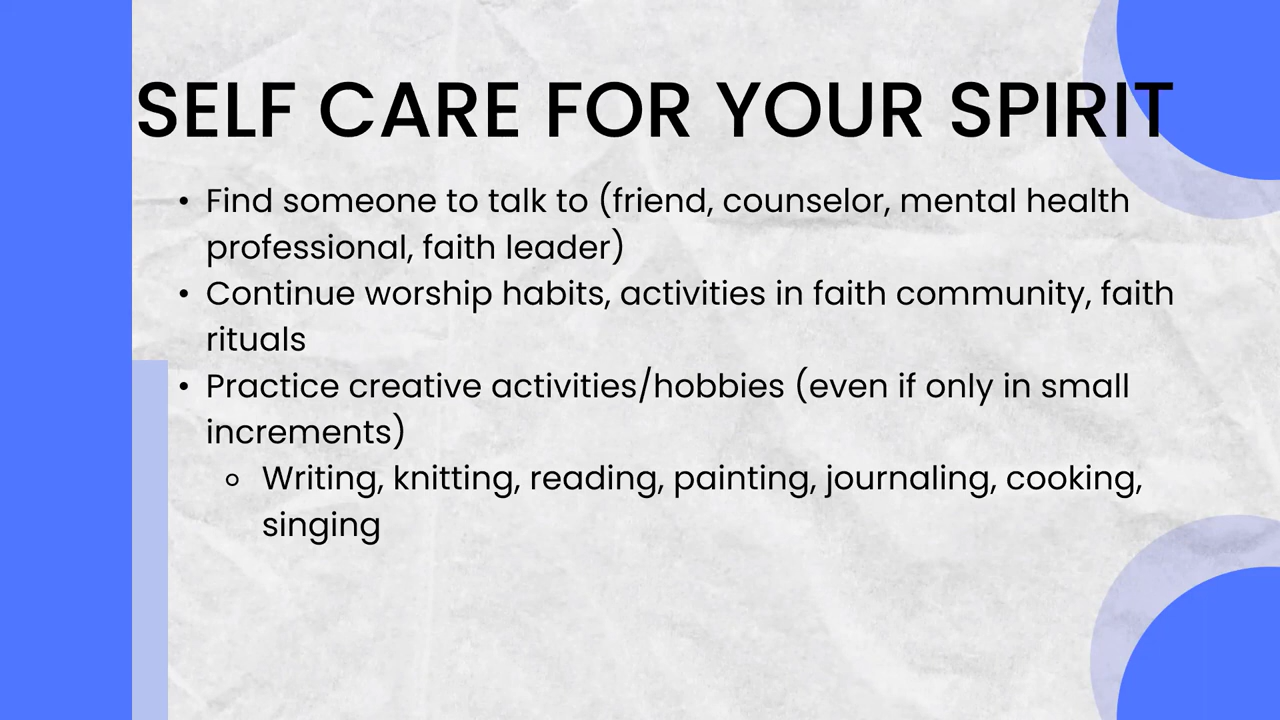 SELF CARE FOR YOUR SPIRIT
• Find someone to talk to (friend, counselor, mental health
professional, faith leader)
• Continue worship habits, activities in faith community, faith
rituals
• Practice creative activities/hobbies (even if only in small
increments)
◦ Writing, knitting, reading, painting, journaling, cooking,
singing